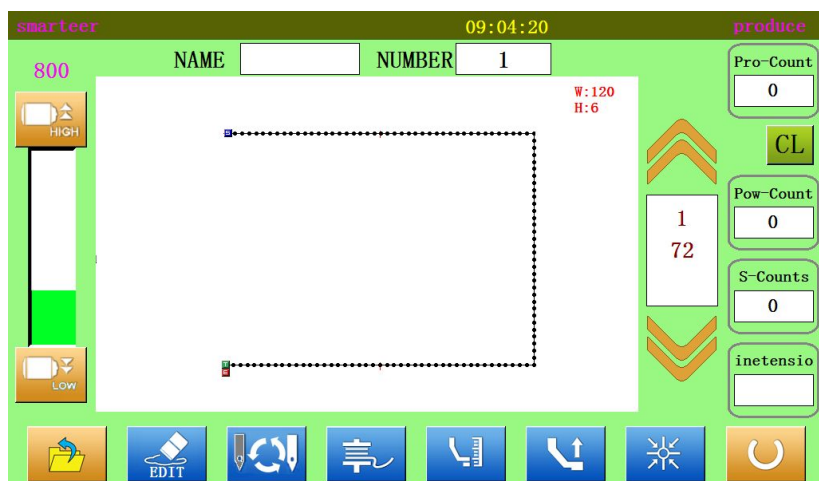 smarteer 09:04:20 produce
NAME NUMBER 1
800
W:120
H:6
HIGH
LOW
1
72
Pro-Count
0
CL
Pow-Count
0
S-Counts
0
inetensio
EDIT